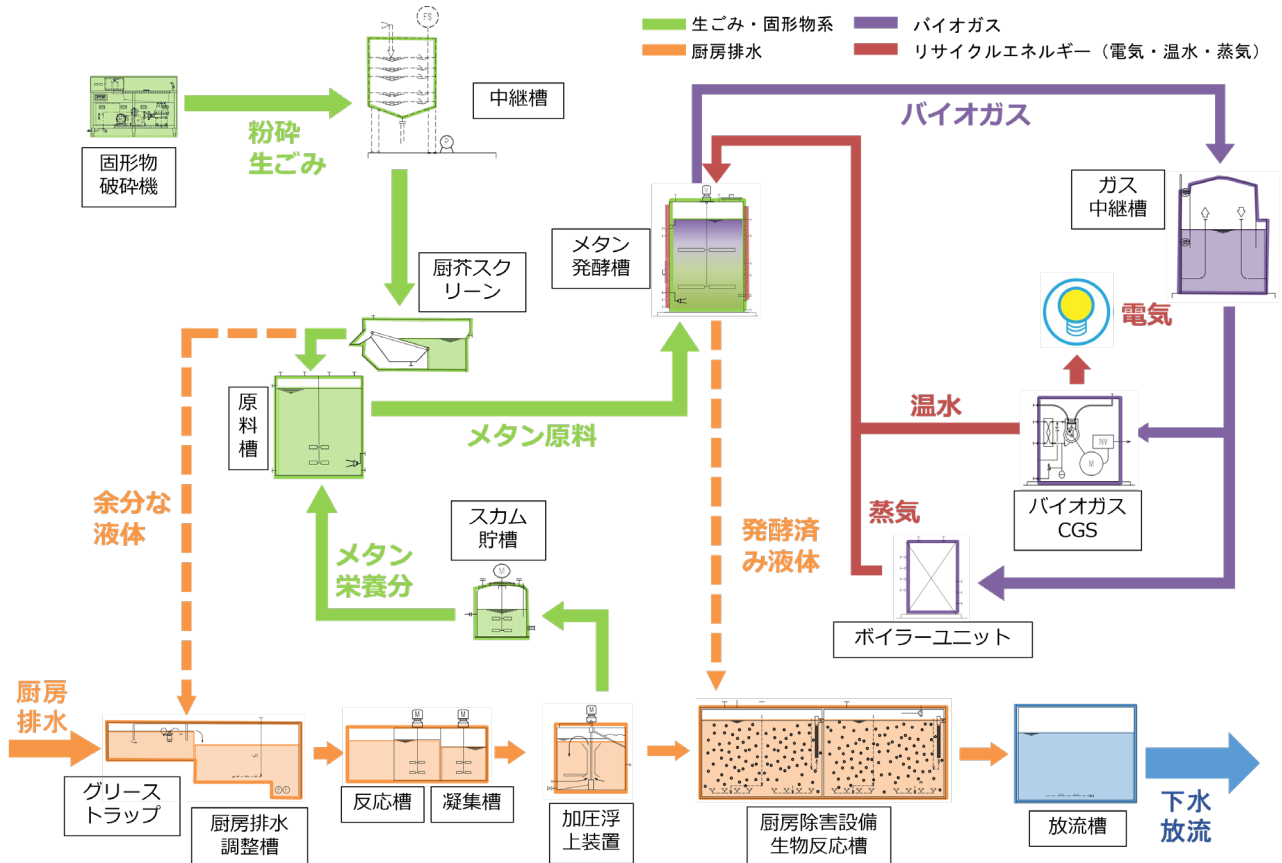 生ごみ・固形物系
厨房排水
バイオガス
リサイクルエネルギー（電気・温水・蒸気）
FS
中継槽
P
固形物
破砕機
粉砕
生ごみ
バイオガス
ガス
中継槽
M
メタン
発酵槽
厨芥スク
リーン
電気
原
料
槽
メタン原料
温水
NV
M
バイオガス
CGS
余分な
液体
スカム
貯槽
M
メタン
栄養分
発酵済
み液体
蒸気
ボイラーユニット
厨房
排水
グリース
トラップ
厨房排水
調整槽
P
M
M
反応槽
凝集槽
M
加圧浮
上装置
厨房除害設備
生物反応槽
放流槽
下水
放流